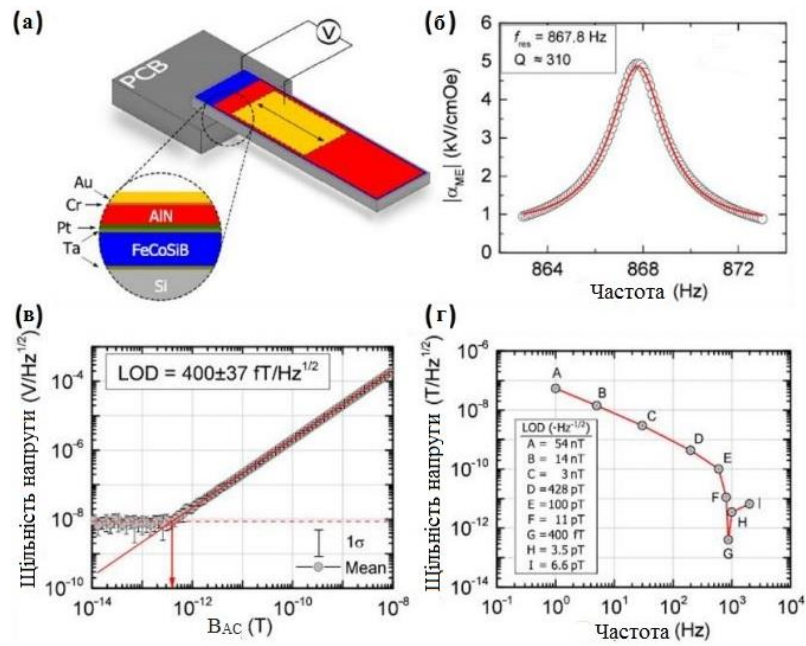 (а)
PCB
V
Au
Cr
Pt
Ta
AlN
FeCoSiB
Si
(б)
f_res = 867.8 Hz
Q ≈ 310
|α_ME| (kV/cmOe)
6
5
4
3
2
1
0
864
868
872
Частота (Hz)
(в)
LOD = 400±37 fT/Hz^1/2
Щільність напруги (V/Hz^1/2)
10^-4
10^-6
10^-8
10^-10
1σ
Mean
10^-14
10^-12
10^-10
10^-8
B_AC (T)
(г)
Щільність напруги (T/Hz^1/2)
10^-6
10^-8
10^-10
10^-12
10^-14
A
B
C
D
E
F
G
H
I
LOD (·Hz^-1/2)
A = 54 nT
B = 14 nT
C = 3 nT
D = 428 pT
E = 100 pT
F = 11 pT
G = 400 fT
H = 3.5 pT
I = 6.6 pT
10^-1
10^0
10^1
10^2
10^3
10^4
Частота (Hz)